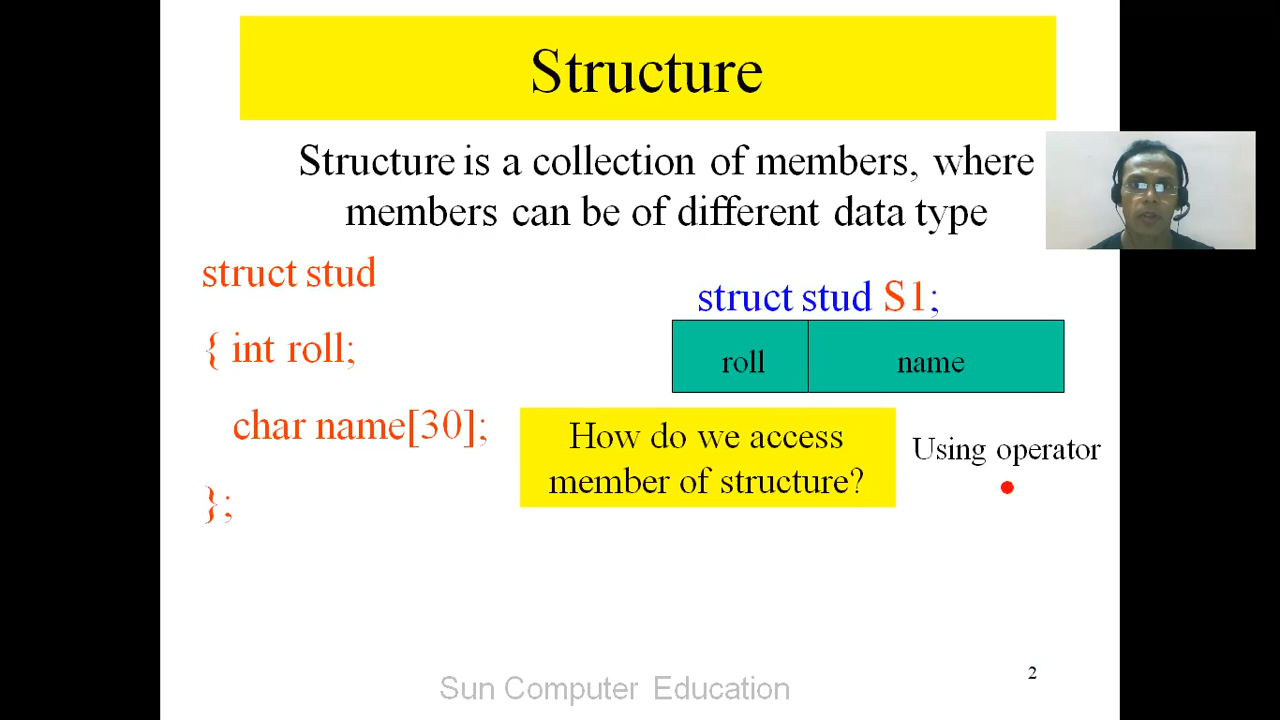 Structure
Structure is a collection of members, where
members can be of different data type
struct stud
{ int roll;
char name[30];
};
struct stud S1;
roll name
How do we access
member of structure?
Using operator
.
Sun Computer Education
2